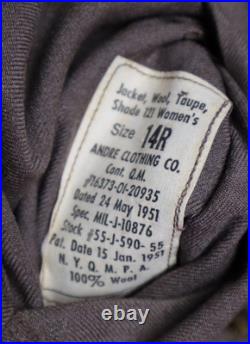 Jacket, Wool, Taupe,
Shade 121 Women's
Size 14R
ANDRE CLOTHING CO.
Cont. Q.M.
#16373-OI-20935
Dated 24 May 1951
Spec. MIL-J-10876
Stock #55-J-590-55
Pat. Date 15 Jan. 1951
N. Y. Q. M. P. A.
100% Wool